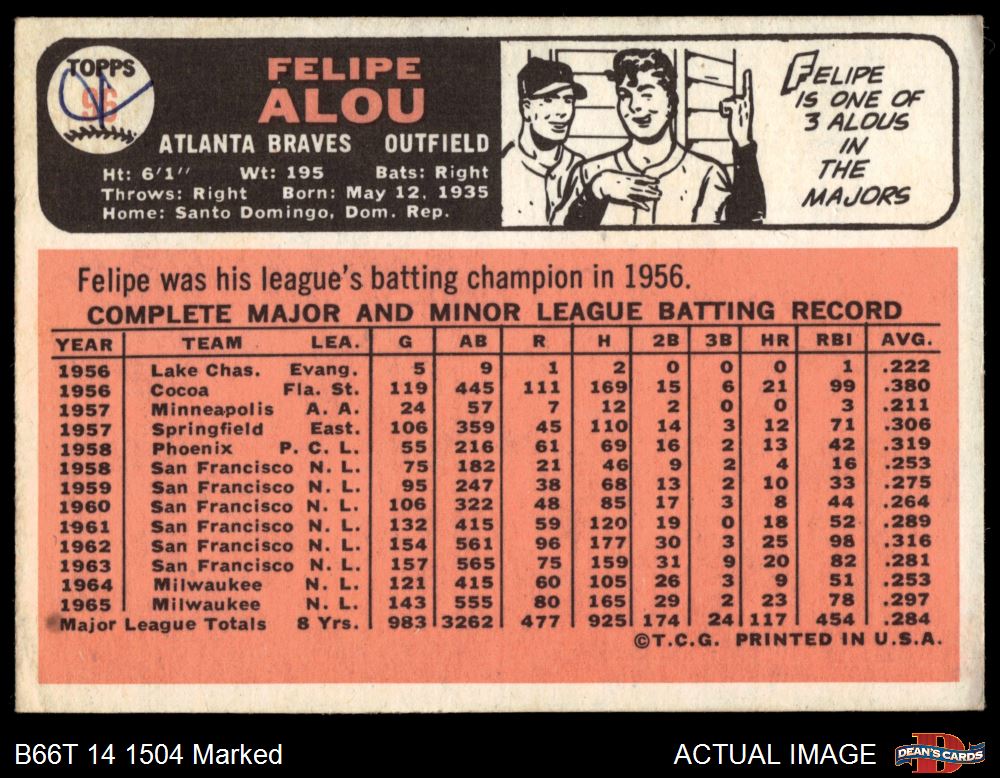 TOPPS
96
FELIPE
ALOU
ATLANTA BRAVES OUTFIELD
Ht: 6'1" Wt: 195 Bats: Right
Throws: Right Born: May 12, 1935
Home: Santo Domingo, Dom. Rep.
FELIPE
IS ONE OF
3 ALOUS
IN
THE
MAJORS
Felipe was his league's batting champion in 1956.
COMPLETE MAJOR AND MINOR LEAGUE BATTING RECORD
YEAR TEAM LEA. G AB R H 2B 3B HR RBI AVG.
1956 Lake Chas. Evang. 5 9 1 2 0 0 0 1 .222
1956 Cocoa Fla. St. 119 445 111 169 15 6 21 99 .380
1957 Minneapolis A. A. 24 57 7 12 2 0 0 3 .211
1957 Springfield East. 106 359 45 110 14 3 12 71 .306
1958 Phoenix P. C. L. 55 216 61 69 16 2 13 42 .319
1958 San Francisco N. L. 75 182 21 46 9 2 4 16 .253
1959 San Francisco N. L. 95 247 38 68 13 2 10 33 .275
1960 San Francisco N. L. 106 322 48 85 17 3 8 44 .264
1961 San Francisco N. L. 132 415 59 120 19 0 18 52 .289
1962 San Francisco N. L. 154 561 96 177 30 3 25 98 .316
1963 San Francisco N. L. 157 565 75 159 31 9 20 82 .281
1964 Milwaukee N. L. 121 415 60 105 26 3 9 51 .253
1965 Milwaukee N. L. 143 555 80 165 29 2 23 78 .297
Major League Totals 8 Yrs. 983 3262 477 925 174 24 117 454 .284
©T.C.G. PRINTED IN U.S.A.
B66T 14 1504 Marked
ACTUAL IMAGE
DEAN'S CARDS